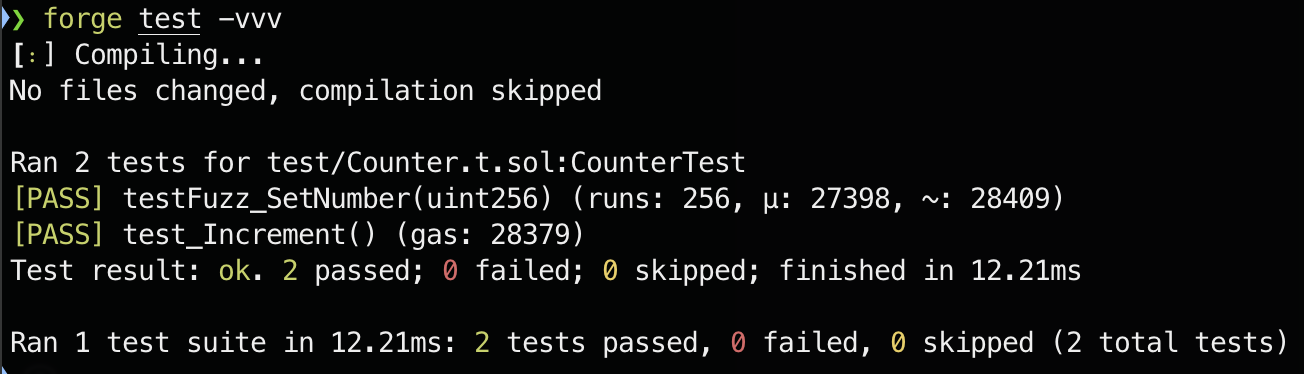 ❯ forge test -vvv
[⠆] Compiling...
No files changed, compilation skipped
Ran 2 tests for test/Counter.t.sol:CounterTest
[PASS] testFuzz_SetNumber(uint256) (runs: 256, μ: 27398, ~: 28409)
[PASS] test_Increment() (gas: 28379)
Test result: ok. 2 passed; 0 failed; 0 skipped; finished in 12.21ms
Ran 1 test suite in 12.21ms: 2 tests passed, 0 failed, 0 skipped (2 total tests)